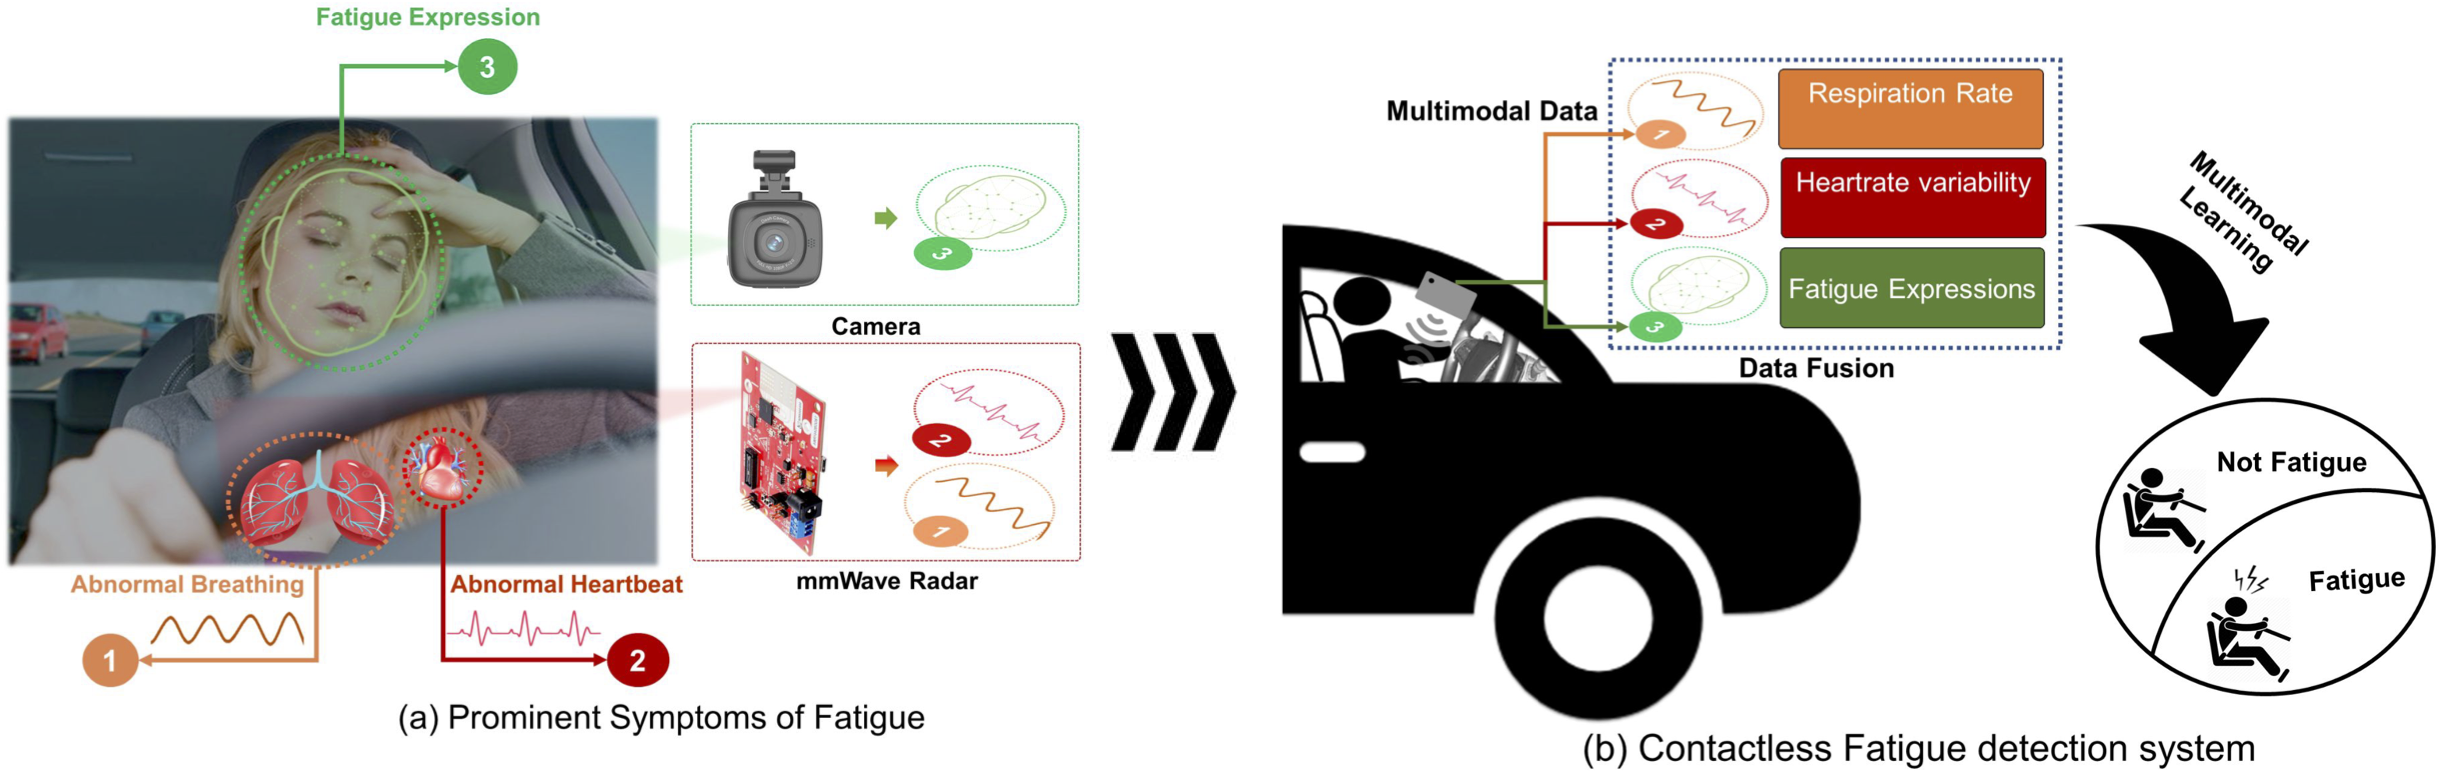 Fatigue Expression
3
3
Camera
2
1
mmWave Radar
Abnormal Breathing
1
Abnormal Heartbeat
2
(a) Prominent Symptoms of Fatigue
Multimodal Data
1
Respiration Rate
2
Heartrate variability
3
Fatigue Expressions
Data Fusion
Multimodal
Learning
Not Fatigue
Fatigue
(b) Contactless Fatigue detection system